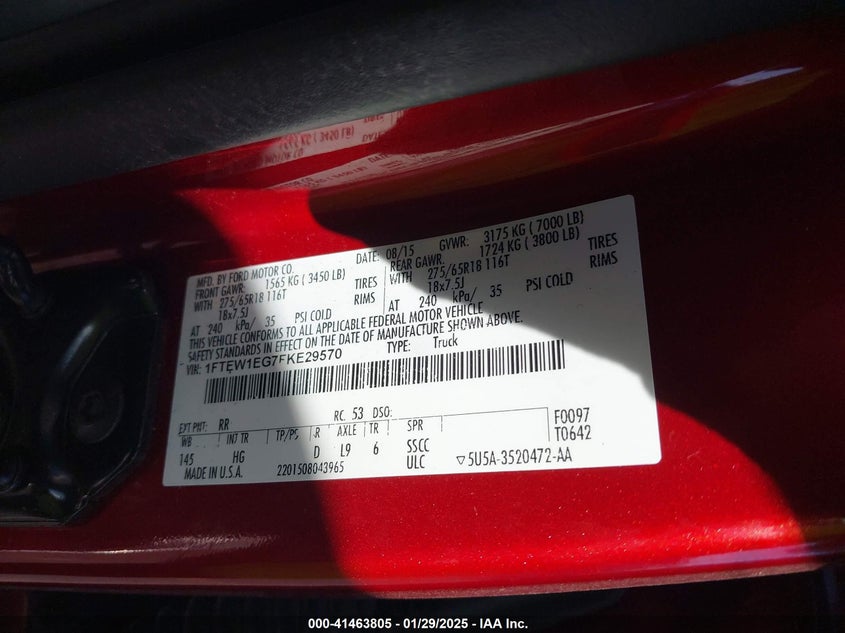 MFD. BY FORD MOTOR CO.
DATE: 08/15 GVWR: 3175 KG ( 7000 LB)
FRONT GAWR: 1565 KG ( 3450 LB)
REAR GAWR: 1724 KG ( 3800 LB)
WITH 275/65R18 116T TIRES
WITH 275/65R18 116T TIRES
18x7.5J RIMS
18x7.5J RIMS
AT 240 kPa/ 35 PSI COLD
AT 240 kPa/ 35 PSI COLD
THIS VEHICLE CONFORMS TO ALL APPLICABLE FEDERAL MOTOR VEHICLE
SAFETY STANDARDS IN EFFECT ON THE DATE OF MANUFACTURE SHOWN ABOVE.
VIN: 1FTEW1EG7FKE29570
TYPE: Truck
EXT PNT: RR RC: 53 DSO: F0097
WB INT TR TP/PS R AXLE TR SPR T0642
145 HG D L9 6 SSCC
ULC ▽5U5A-3520472-AA
MADE IN U.S.A. 2201508043965
000-41463805 - 01/29/2025 - IAA Inc.